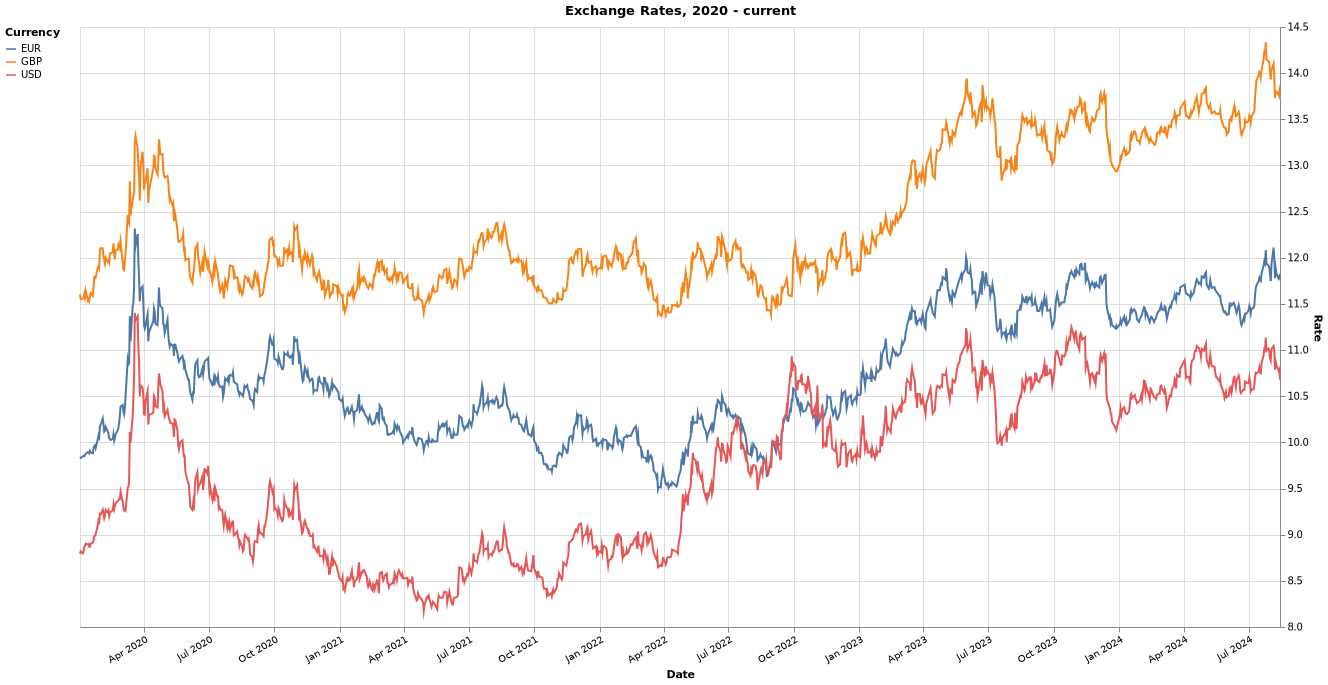 Exchange Rates, 2020 - current
Currency
EUR
GBP
USD
14.5
14.0
13.5
13.0
12.5
12.0
11.5
11.0
10.5
10.0
9.5
9.0
8.5
8.0
Rate
Apr 2020
Jul 2020
Oct 2020
Jan 2021
Apr 2021
Jul 2021
Oct 2021
Jan 2022
Apr 2022
Jul 2022
Oct 2022
Jan 2023
Apr 2023
Jul 2023
Oct 2023
Jan 2024
Apr 2024
Jul 2024
Date